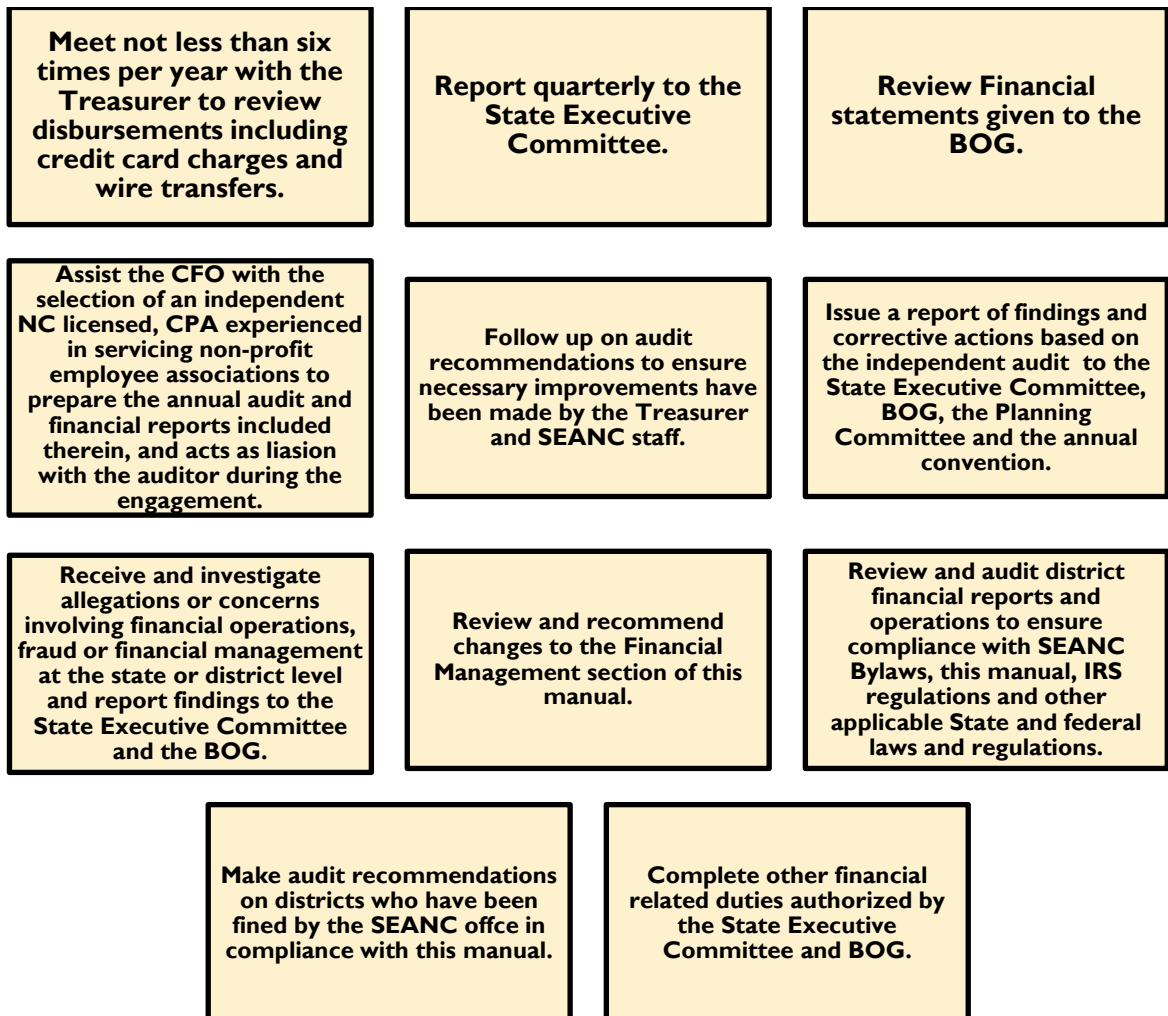 Meet not less than six
times per year with the
Treasurer to review
disbursements including
credit card charges and
wire transfers.
Report quarterly to the
State Executive
Committee.
Review Financial
statements given to the
BOG.
Assist the CFO with the
selection of an independent
NC licensed, CPA experienced
in servicing non-profit
employee associations to
prepare the annual audit and
financial reports included
therein, and acts as liasion
with the auditor during the
engagement.
Follow up on audit
recommendations to ensure
necessary improvements have
been made by the Treasurer
and SEANC staff.
Issue a report of findings and
corrective actions based on
the independent audit  to the
State Executive Committee,
BOG, the Planning
Committee and the annual
convention.
Receive and investigate
allegations or concerns
involving financial operations,
fraud or financial management
at the state or district level
and report findings to the
State Executive Committee
and the BOG.
Review and recommend
changes to the Financial
Management section of this
manual.
Review and audit district
financial reports and
operations to ensure
compliance with SEANC
Bylaws, this manual, IRS
regulations and other
applicable State and federal
laws and regulations.
Make audit recommendations
on districts who have been
fined by the SEANC offce in
compliance with this manual.
Complete other financial
related duties authorized by
the State Executive
Committee and BOG.